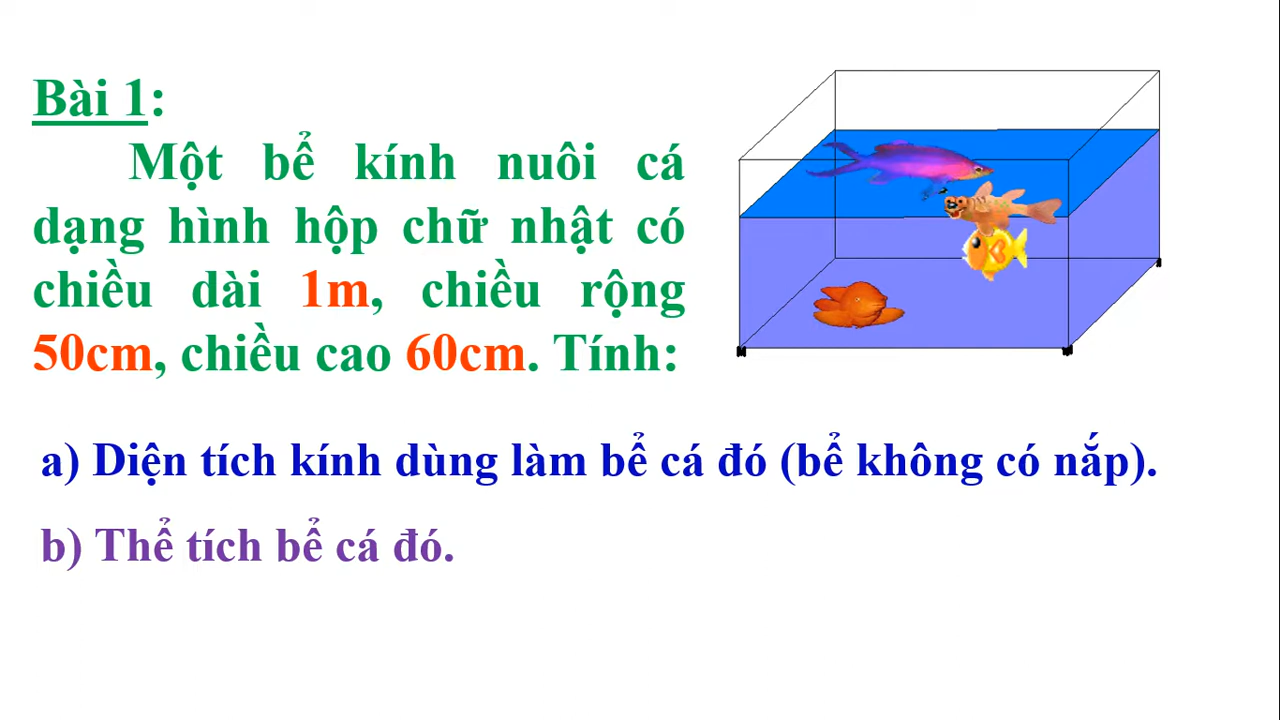 Bài 1:
Một bể kính nuôi cá
dạng hình hộp chữ nhật có
chiều dài 1m, chiều rộng
50cm, chiều cao 60cm. Tính:
a) Diện tích kính dùng làm bể cá đó (bể không có nắp).
b) Thể tích bể cá đó.